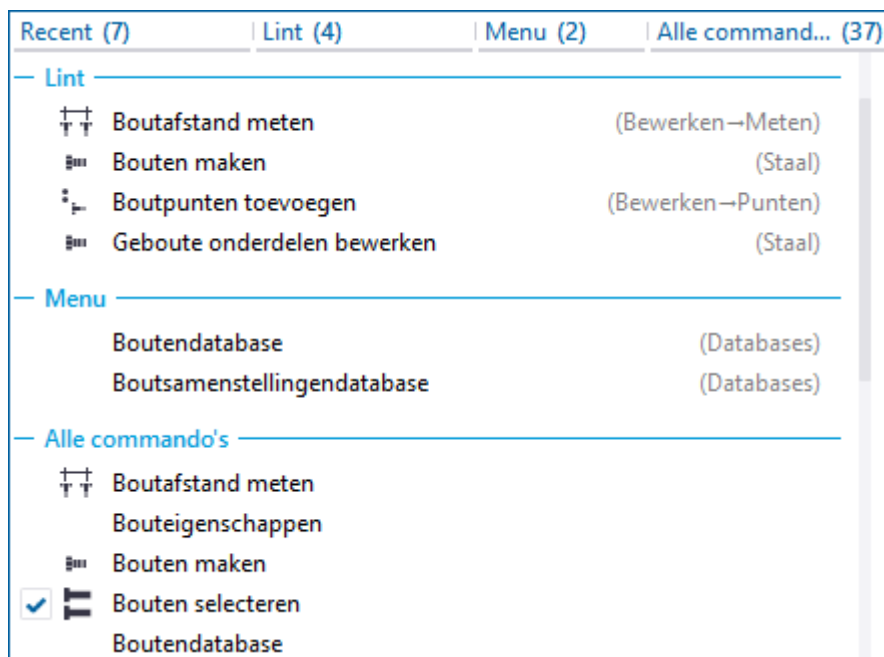 Recent (7) Lint (4) Menu (2) Alle command... (37)
Lint
Boutafstand meten (Bewerken→Meten)
Bouten maken (Staal)
Boutpunten toevoegen (Bewerken→Punten)
Geboute onderdelen bewerken (Staal)
Menu
Boutendatabase (Databases)
Boutsamenstellingendatabase (Databases)
Alle commando's
Boutafstand meten
Bouteigenschappen
Bouten maken
Bouten selecteren
Boutendatabase